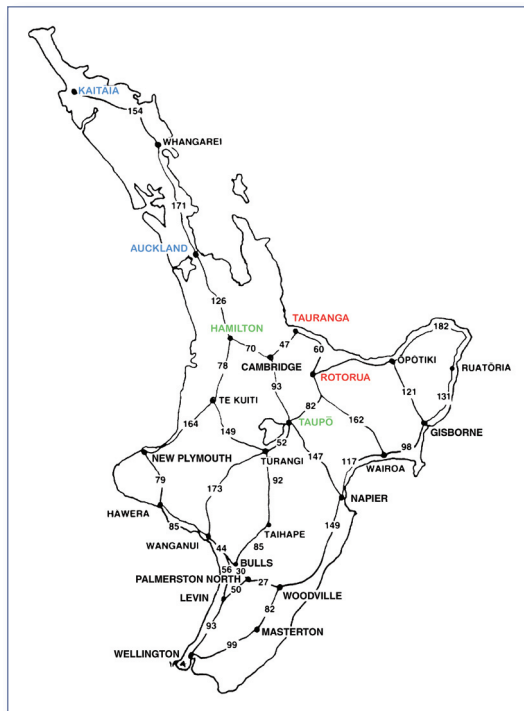 KAITAIA
154
WHANGAREI
171
AUCKLAND
126
TAURANGA
HAMILTON
182
47
60
70
CAMBRIDGE
ŌPŌTIKI
RUATŌRIA
78
93
ROTORUA
121
131
TE KUITI
82
TAUPŌ
162
GISBORNE
164
149
52
98
NEW PLYMOUTH
TURANGI
147
117
WAIROA
79
173
92
NAPIER
HAWERA
85
TAIHAPE
149
WANGANUI
44
85
BULLS
56
30
PALMERSTON NORTH
27
50
WOODVILLE
LEVIN
82
93
MASTERTON
99
WELLINGTON